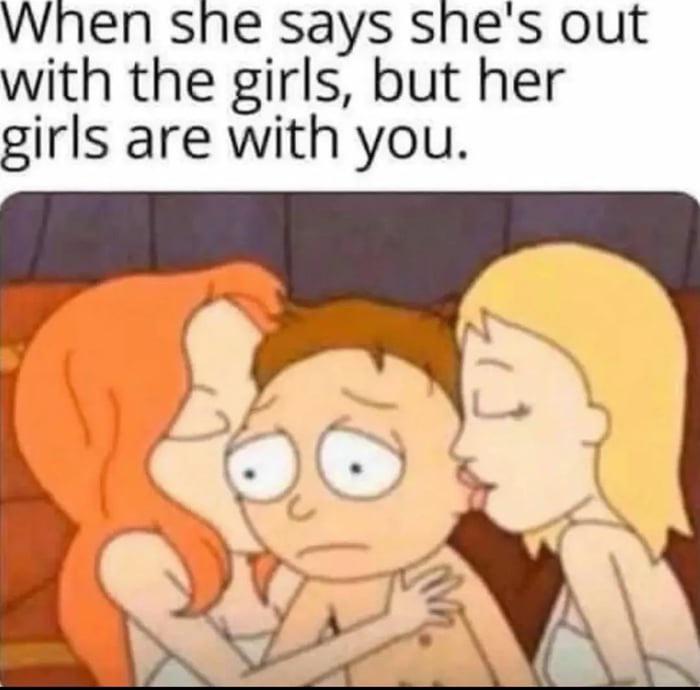 When she says she's out
with the girls, but her
girls are with you.